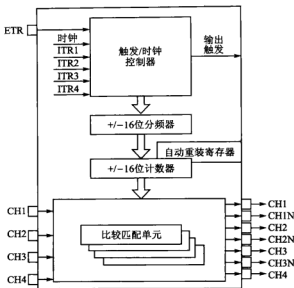 ETR
时钟
ITR1
ITR2
ITR3
ITR4
触发/时钟
控制器
输出
触发
+/−16位分频器
自动重装寄存器
+/−16位计数器
CH1
CH2
CH3
CH4
比较匹配单元
CH1
CH1N
CH2
CH2N
CH3
CH3N
CH4